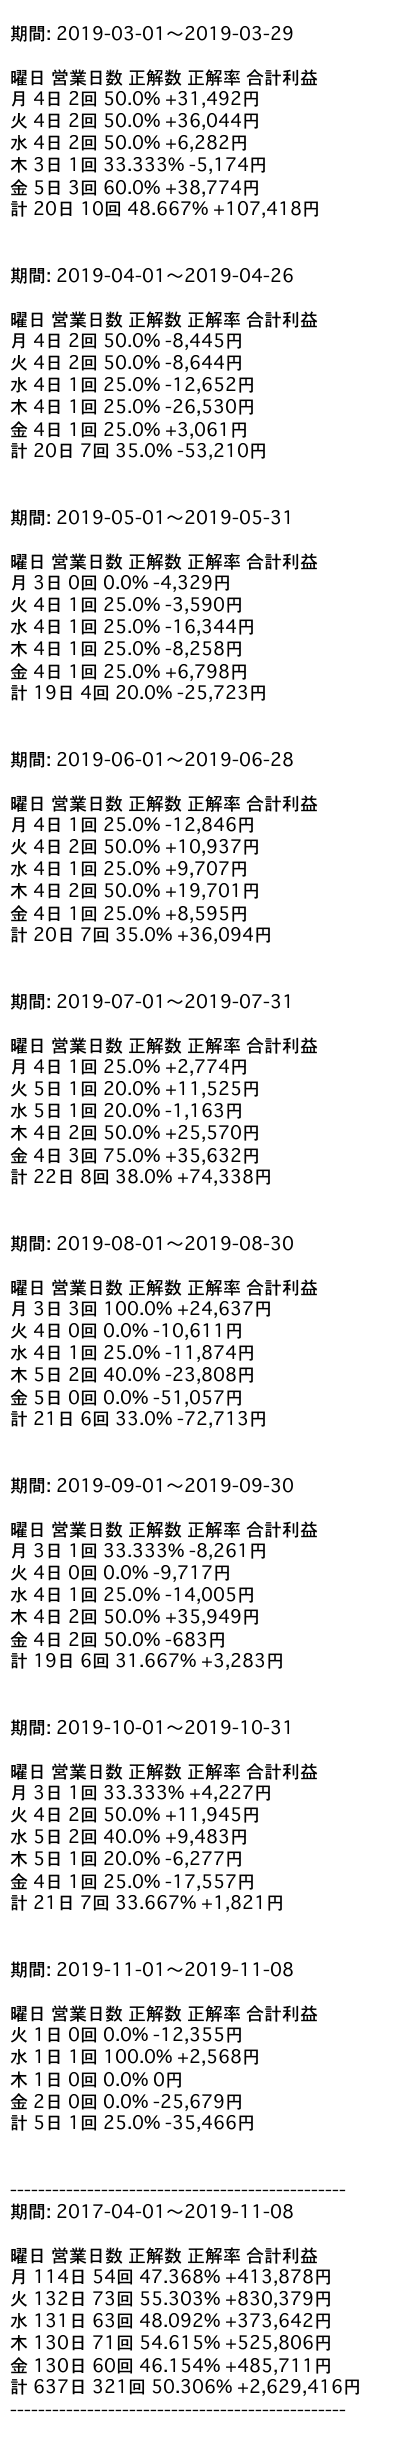 期間: 2019-03-01〜2019-03-29
曜日 営業日数 正解数 正解率 合計利益
月 4日 2回 50.0% +31,492円
火 4日 2回 50.0% +36,044円
水 4日 2回 50.0% +6,282円
木 3日 1回 33.333% -5,174円
金 5日 3回 60.0% +38,774円
計 20日 10回 48.667% +107,418円
期間: 2019-04-01〜2019-04-26
曜日 営業日数 正解数 正解率 合計利益
月 4日 2回 50.0% -8,445円
火 4日 2回 50.0% -8,644円
水 4日 1回 25.0% -12,652円
木 4日 1回 25.0% -26,530円
金 4日 1回 25.0% +3,061円
計 20日 7回 35.0% -53,210円
期間: 2019-05-01〜2019-05-31
曜日 営業日数 正解数 正解率 合計利益
月 3日 0回 0.0% -4,329円
火 4日 1回 25.0% -3,590円
水 4日 1回 25.0% -16,344円
木 4日 1回 25.0% -8,258円
金 4日 1回 25.0% +6,798円
計 19日 4回 20.0% -25,723円
期間: 2019-06-01〜2019-06-28
曜日 営業日数 正解数 正解率 合計利益
月 4日 1回 25.0% -12,846円
火 4日 2回 50.0% +10,937円
水 4日 1回 25.0% +9,707円
木 4日 2回 50.0% +19,701円
金 4日 1回 25.0% +8,595円
計 20日 7回 35.0% +36,094円
期間: 2019-07-01〜2019-07-31
曜日 営業日数 正解数 正解率 合計利益
月 4日 1回 25.0% +2,774円
火 5日 1回 20.0% +11,525円
水 5日 1回 20.0% -1,163円
木 4日 2回 50.0% +25,570円
金 4日 3回 75.0% +35,632円
計 22日 8回 38.0% +74,338円
期間: 2019-08-01〜2019-08-30
曜日 営業日数 正解数 正解率 合計利益
月 3日 3回 100.0% +24,637円
火 4日 0回 0.0% -10,611円
水 4日 1回 25.0% -11,874円
木 5日 2回 40.0% -23,808円
金 5日 0回 0.0% -51,057円
計 21日 6回 33.0% -72,713円
期間: 2019-09-01〜2019-09-30
曜日 営業日数 正解数 正解率 合計利益
月 3日 1回 33.333% -8,261円
火 4日 0回 0.0% -9,717円
水 4日 1回 25.0% -14,005円
木 4日 2回 50.0% +35,949円
金 4日 2回 50.0% -683円
計 19日 6回 31.667% +3,283円
期間: 2019-10-01〜2019-10-31
曜日 営業日数 正解数 正解率 合計利益
月 3日 1回 33.333% +4,227円
火 4日 2回 50.0% +11,945円
水 5日 2回 40.0% +9,483円
木 5日 1回 20.0% -6,277円
金 4日 1回 25.0% -17,557円
計 21日 7回 33.667% +1,821円
期間: 2019-11-01〜2019-11-08
曜日 営業日数 正解数 正解率 合計利益
火 1日 0回 0.0% -12,355円
水 1日 1回 100.0% +2,568円
木 1日 0回 0.0% 0円
金 2日 0回 0.0% -25,679円
計 5日 1回 25.0% -35,466円
------------------------------------------------
期間: 2017-04-01〜2019-11-08
曜日 営業日数 正解数 正解率 合計利益
月 114日 54回 47.368% +413,878円
火 132日 73回 55.303% +830,379円
水 131日 63回 48.092% +373,642円
木 130日 71回 54.615% +525,806円
金 130日 60回 46.154% +485,711円
計 637日 321回 50.306% +2,629,416円
------------------------------------------------